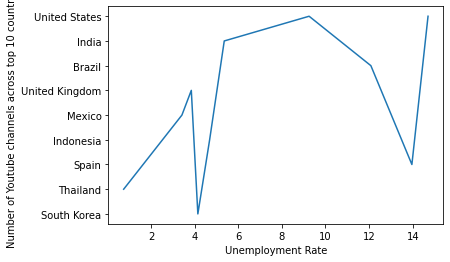 Number of Youtube channels across top 10 countr
United States
India
Brazil
United Kingdom
Mexico
Indonesia
Spain
Thailand
South Korea
2 4 6 8 10 12 14
Unemployment Rate